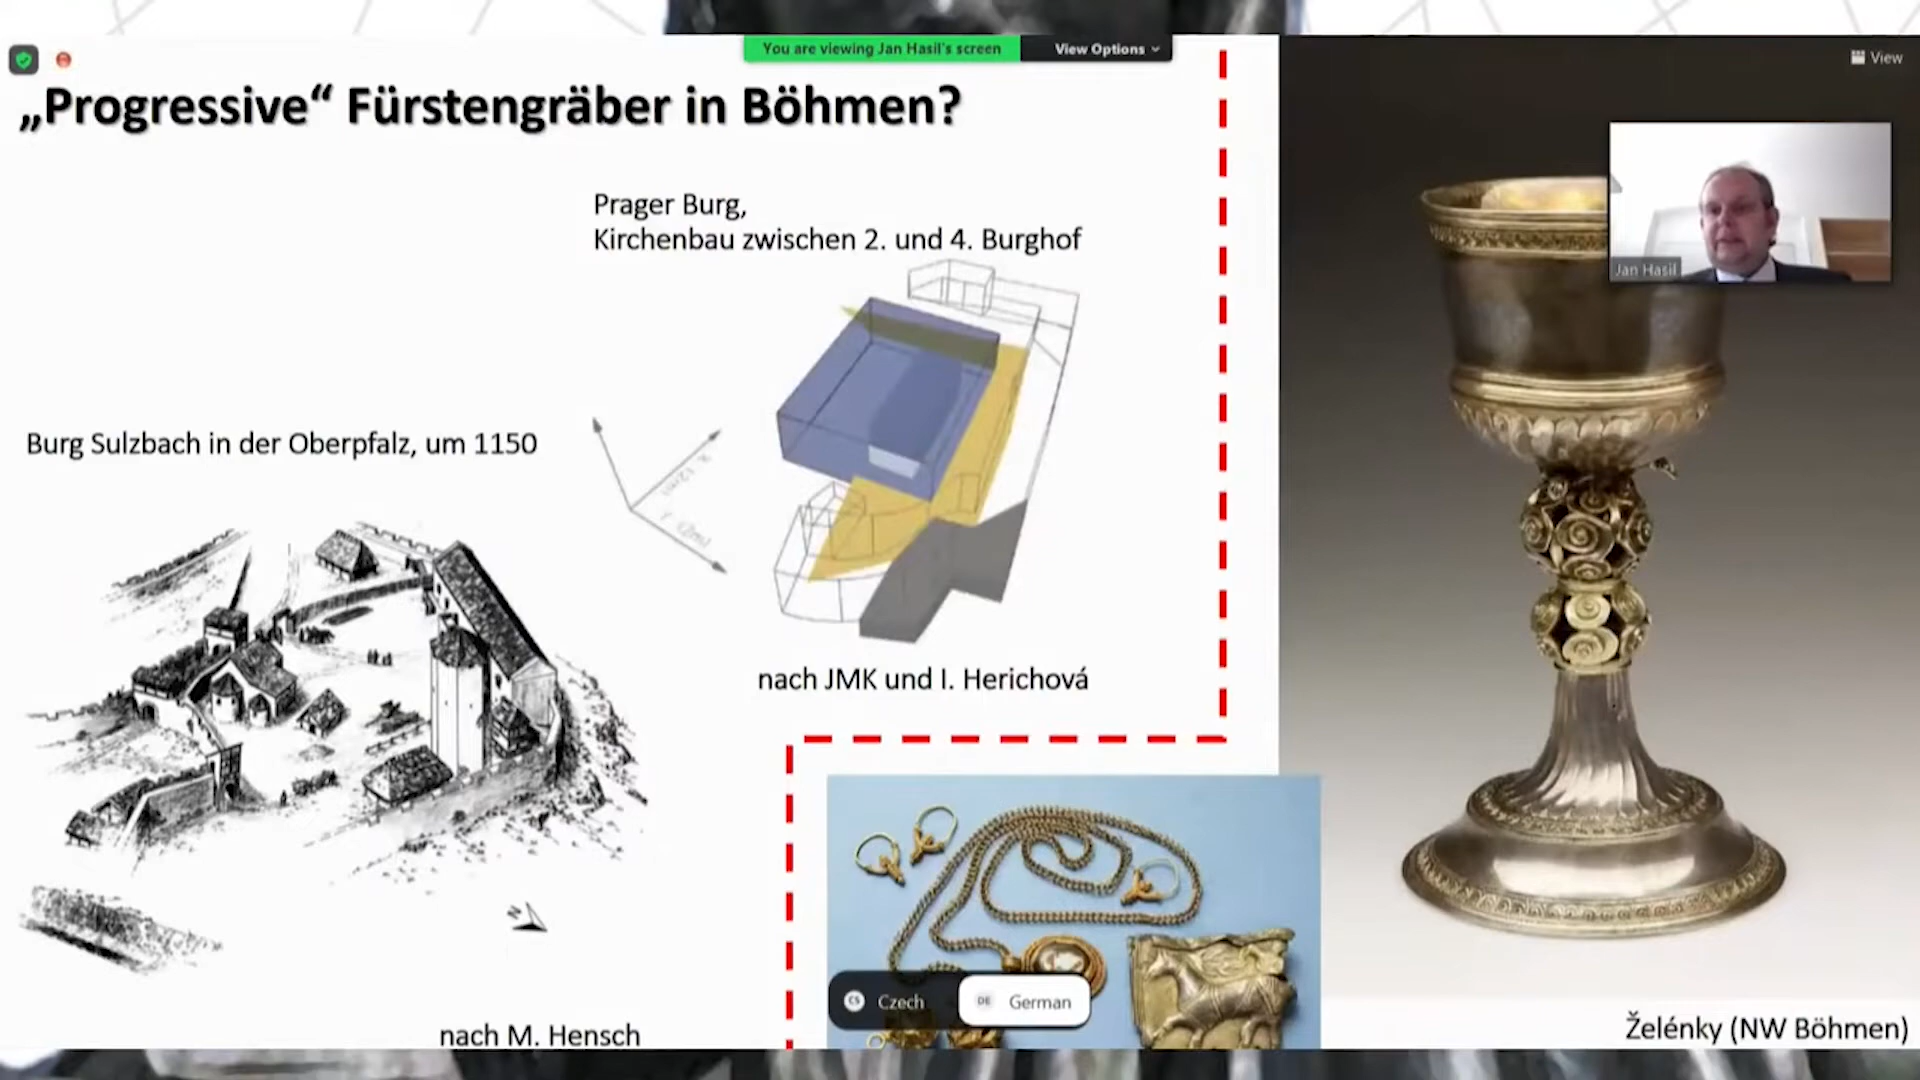 You are viewing Jan Hasil's screen
View Options
View
„Progressive“ Fürstengräber in Böhmen?
Prager Burg,
Kirchenbau zwischen 2. und 4. Burghof
Jan Hasil
Burg Sulzbach in der Oberpfalz, um 1150
nach JMK und I. Herichová
N
CS Czech
DE German
nach M. Hensch
Želénky (NW Böhmen)